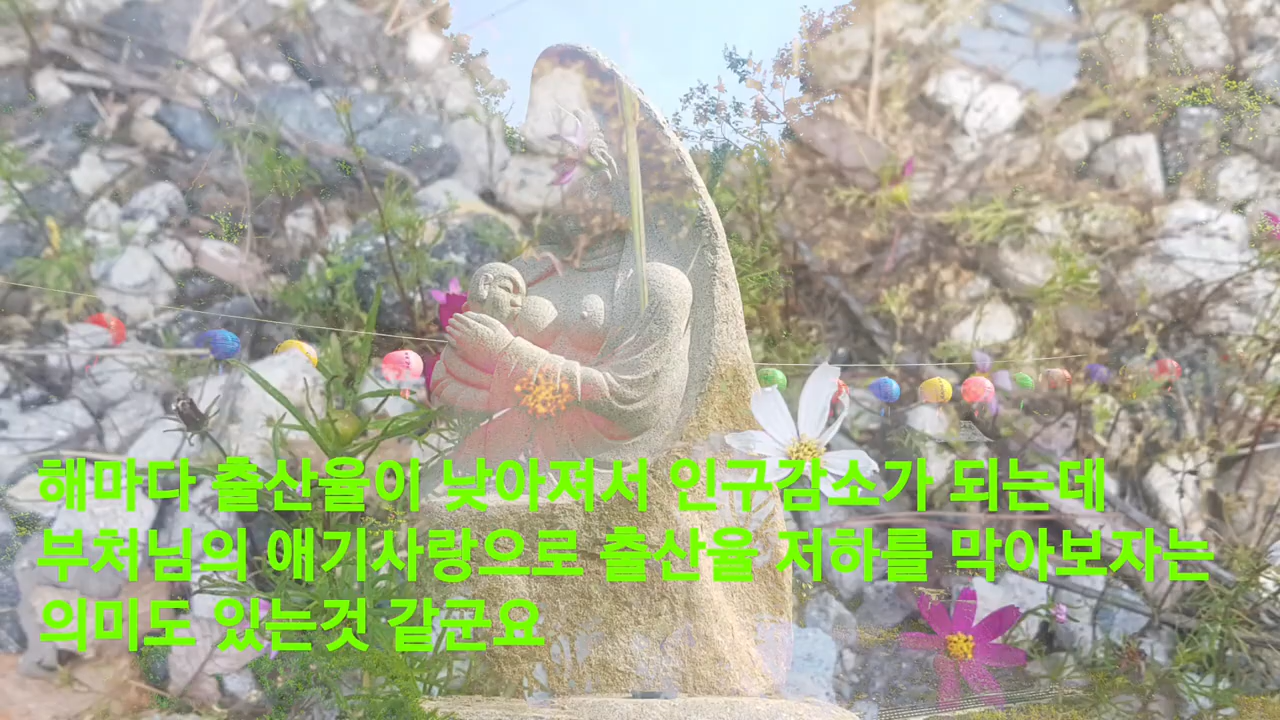 해마다 출산율이 낮아져서 인구감소가 되는데
부처님의 애기사랑으로 출산율 저하를 막아보자는
의미도 있는것 같군요